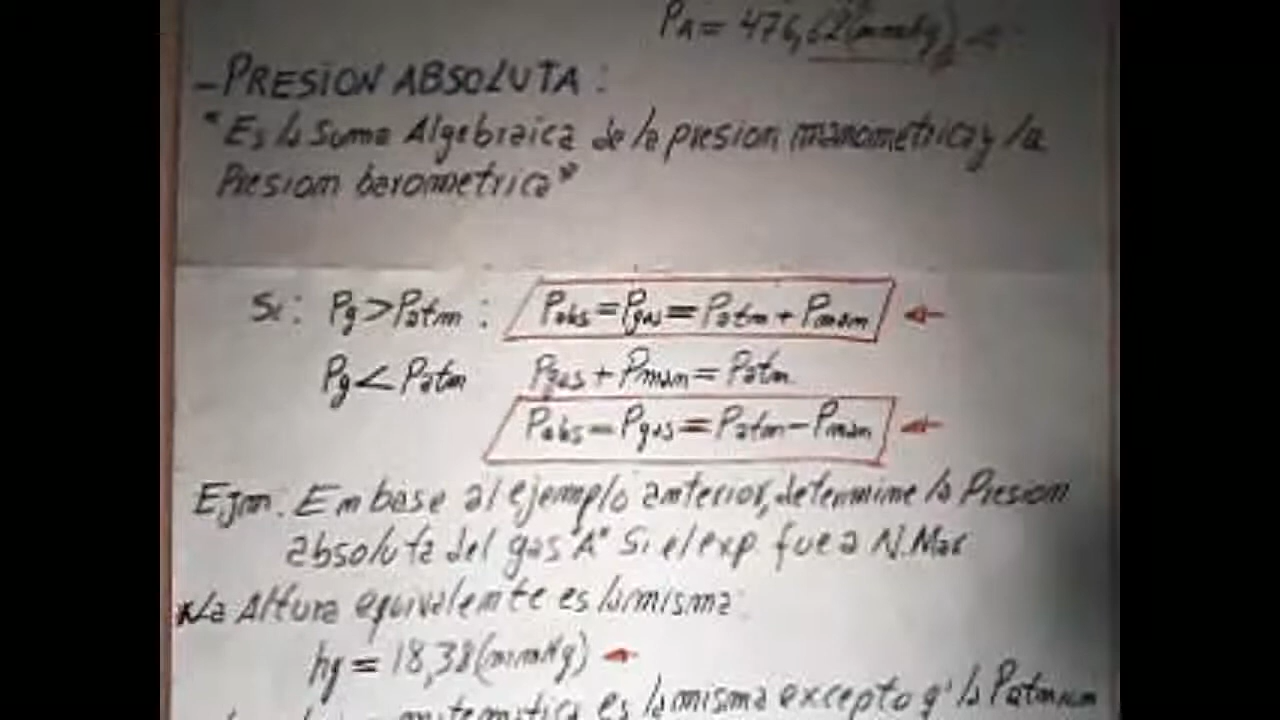 PA = 476,62 (mmHg)
- PRESION ABSOLUTA :
"Es la Suma Algebraica de la presion manometrica y la
Presion barometrica"
Si: Pg > Patm : Pabs = Pgas = Patm + Pmam
Pg < Patm Pgas + Pman = Patm
Pabs = Pgas = Patm - Pmam
Ejm. En base al ejemplo anterior, determine la Presion
absoluta del gas "A" Si el exp. fue a N. Mar
La Altura equivalente es la misma:
hg = 18,38 (mmHg)
matematica es la misma excepto q' la Patm